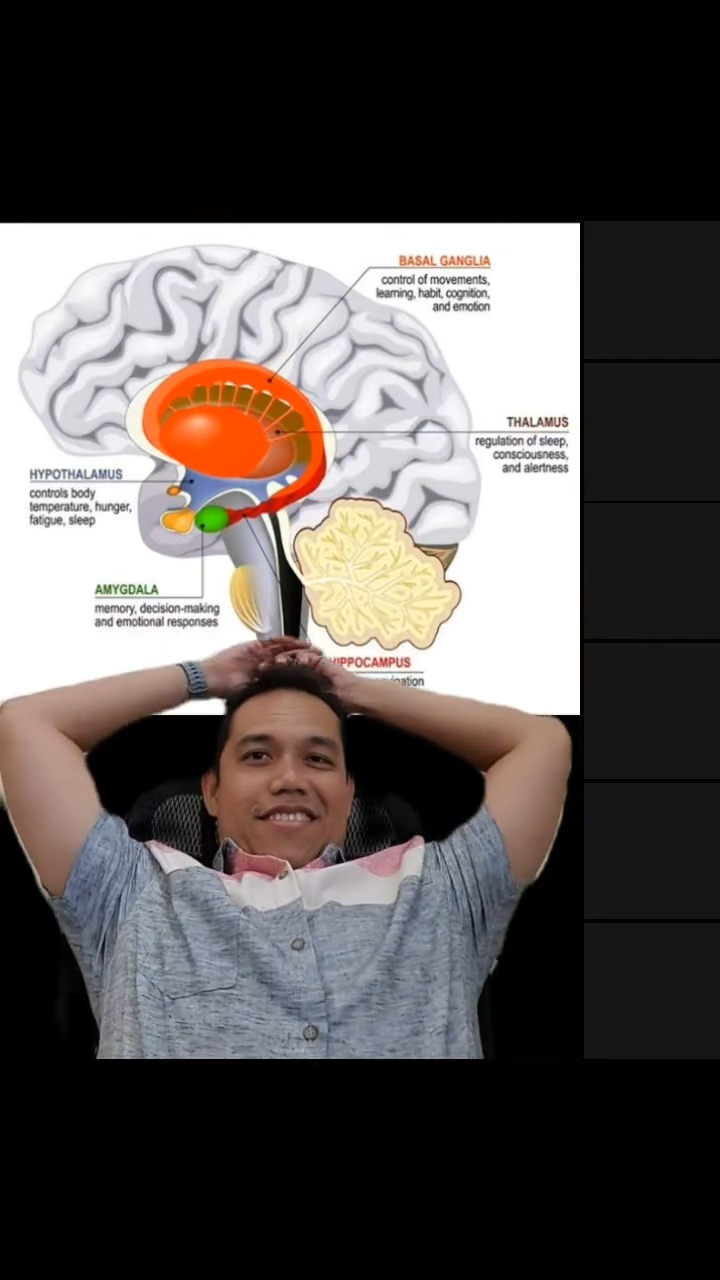 BASAL GANGLIA
control of movements,
learning, habit, cognition,
and emotion
THALAMUS
regulation of sleep,
consciousness,
and alertness
HYPOTHALAMUS
controls body
temperature, hunger,
fatigue, sleep
AMYGDALA
memory, decision-making
and emotional responses
HIPPOCAMPUS